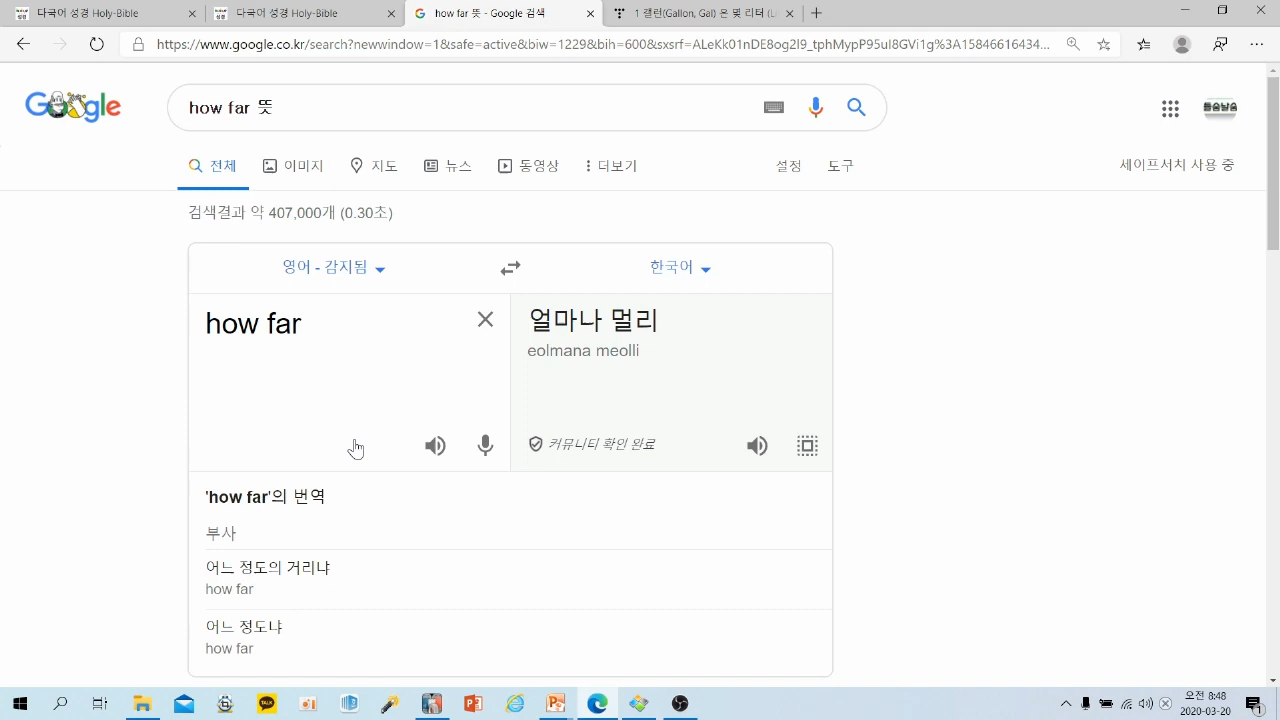 다국어 성경 Holy-Bible
다국어 성경 Holy-Bible
how far 뜻 - Google 검색
1 갤런(Gallon, Gal) 은 몇 리터 (Li
https://www.google.co.kr/search?newwindow=1&safe=active&biw=1229&bih=600&sxsrf=ALeKk01nDE8og2l9_tphMypP95uI8GVi1g%3A15846616434...
Google
how far 뜻
전체
이미지
지도
뉴스
동영상
더보기
설정
도구
세이프서치 사용 중
검색결과 약 407,000개 (0.30초)
영어 - 감지됨
한국어
how far
얼마나 멀리
eolmana meolli
커뮤니티 확인 완료
'how far'의 번역
부사
어느 정도의 거리냐
how far
어느 정도냐
how far
TALK
오전 8:48
2020-03-20